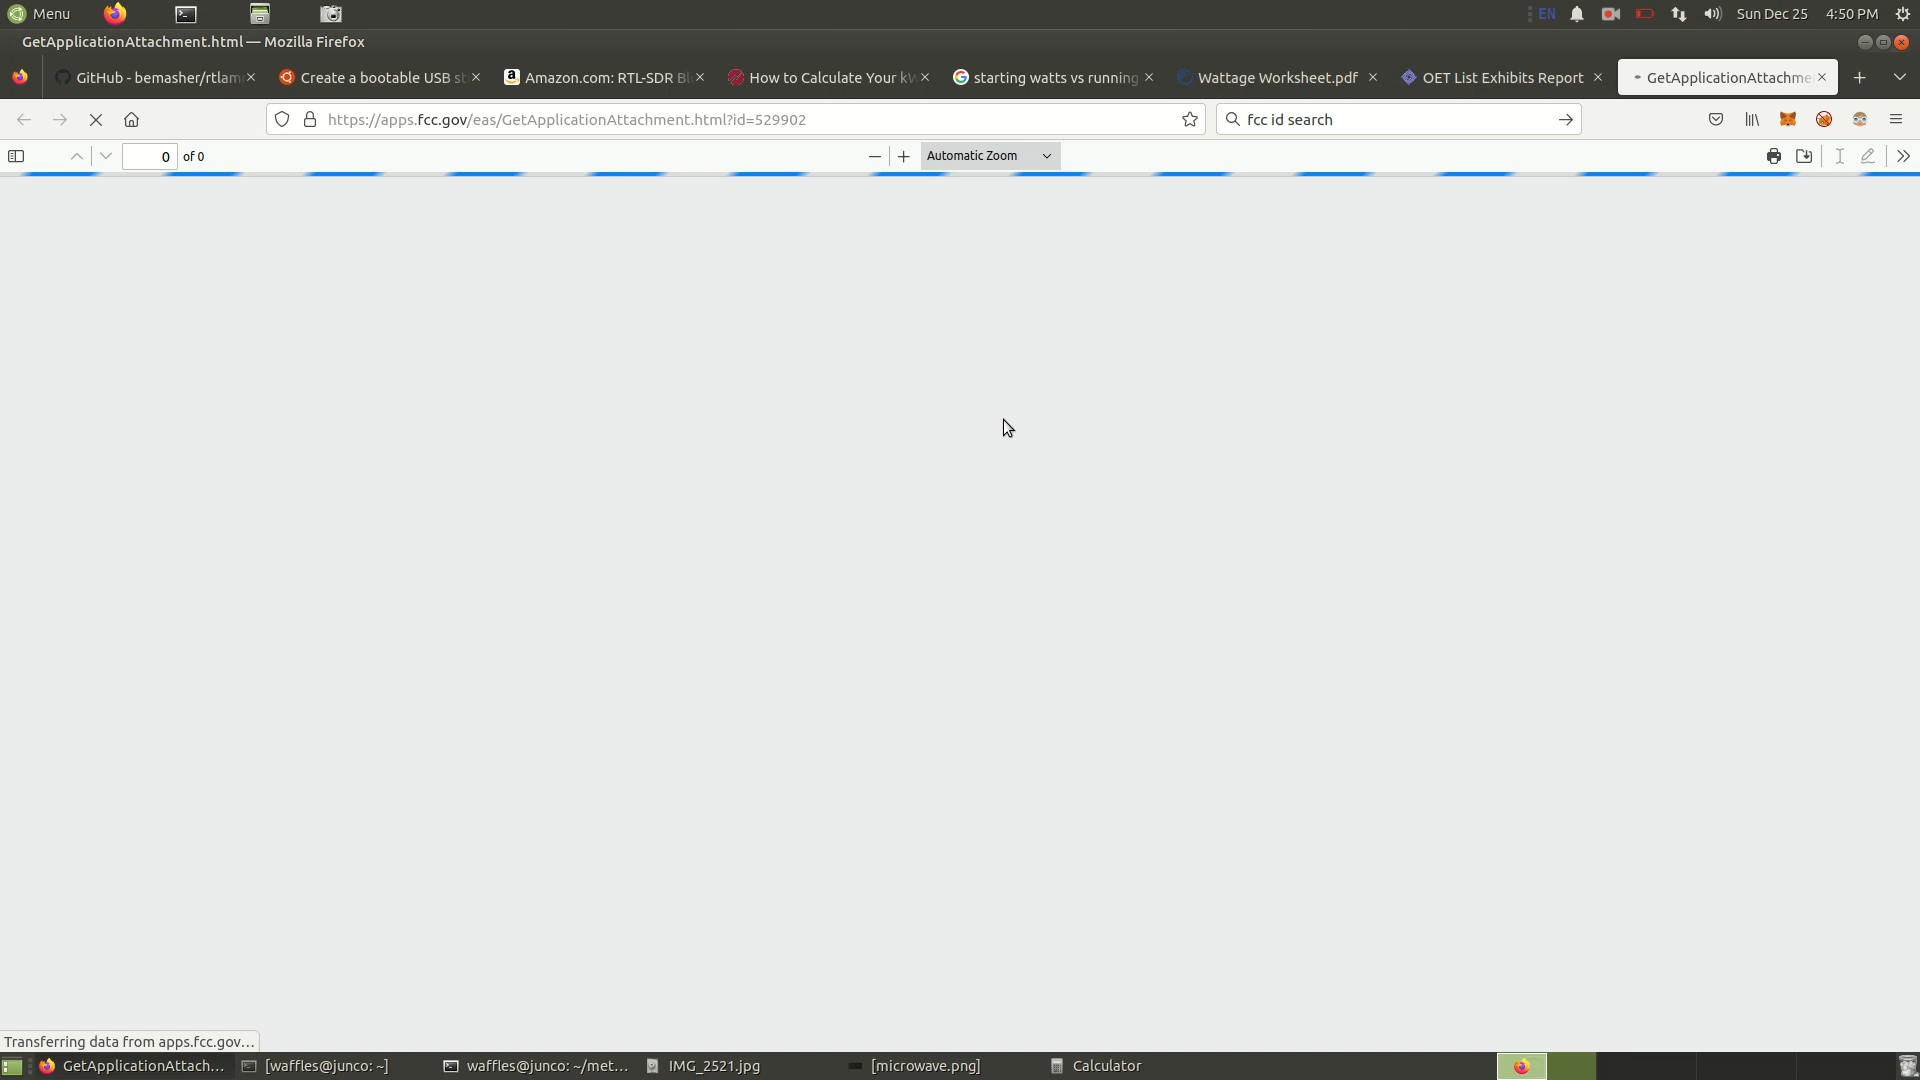 Menu
EN
Sun Dec 25
4:50 PM
GetApplicationAttachment.html — Mozilla Firefox
GitHub - bemasher/rtlam
Create a bootable USB st
Amazon.com: RTL-SDR Bl
How to Calculate Your kW
starting watts vs running
Wattage Worksheet.pdf
OET List Exhibits Report
GetApplicationAttachme
https://apps.fcc.gov/eas/GetApplicationAttachment.html?id=529902
fcc id search
0
of 0
Automatic Zoom
Transferring data from apps.fcc.gov…
GetApplicationAttach...
[waffles@junco: ~]
waffles@junco: ~/met...
IMG_2521.jpg
[microwave.png]
Calculator